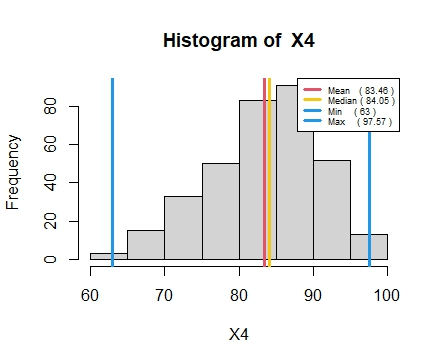 Histogram of X4
Mean ( 83.46 )
Median ( 84.05 )
Min ( 63 )
Max ( 97.57 )
Frequency
80
60
40
20
0
60 70 80 90 100
X4